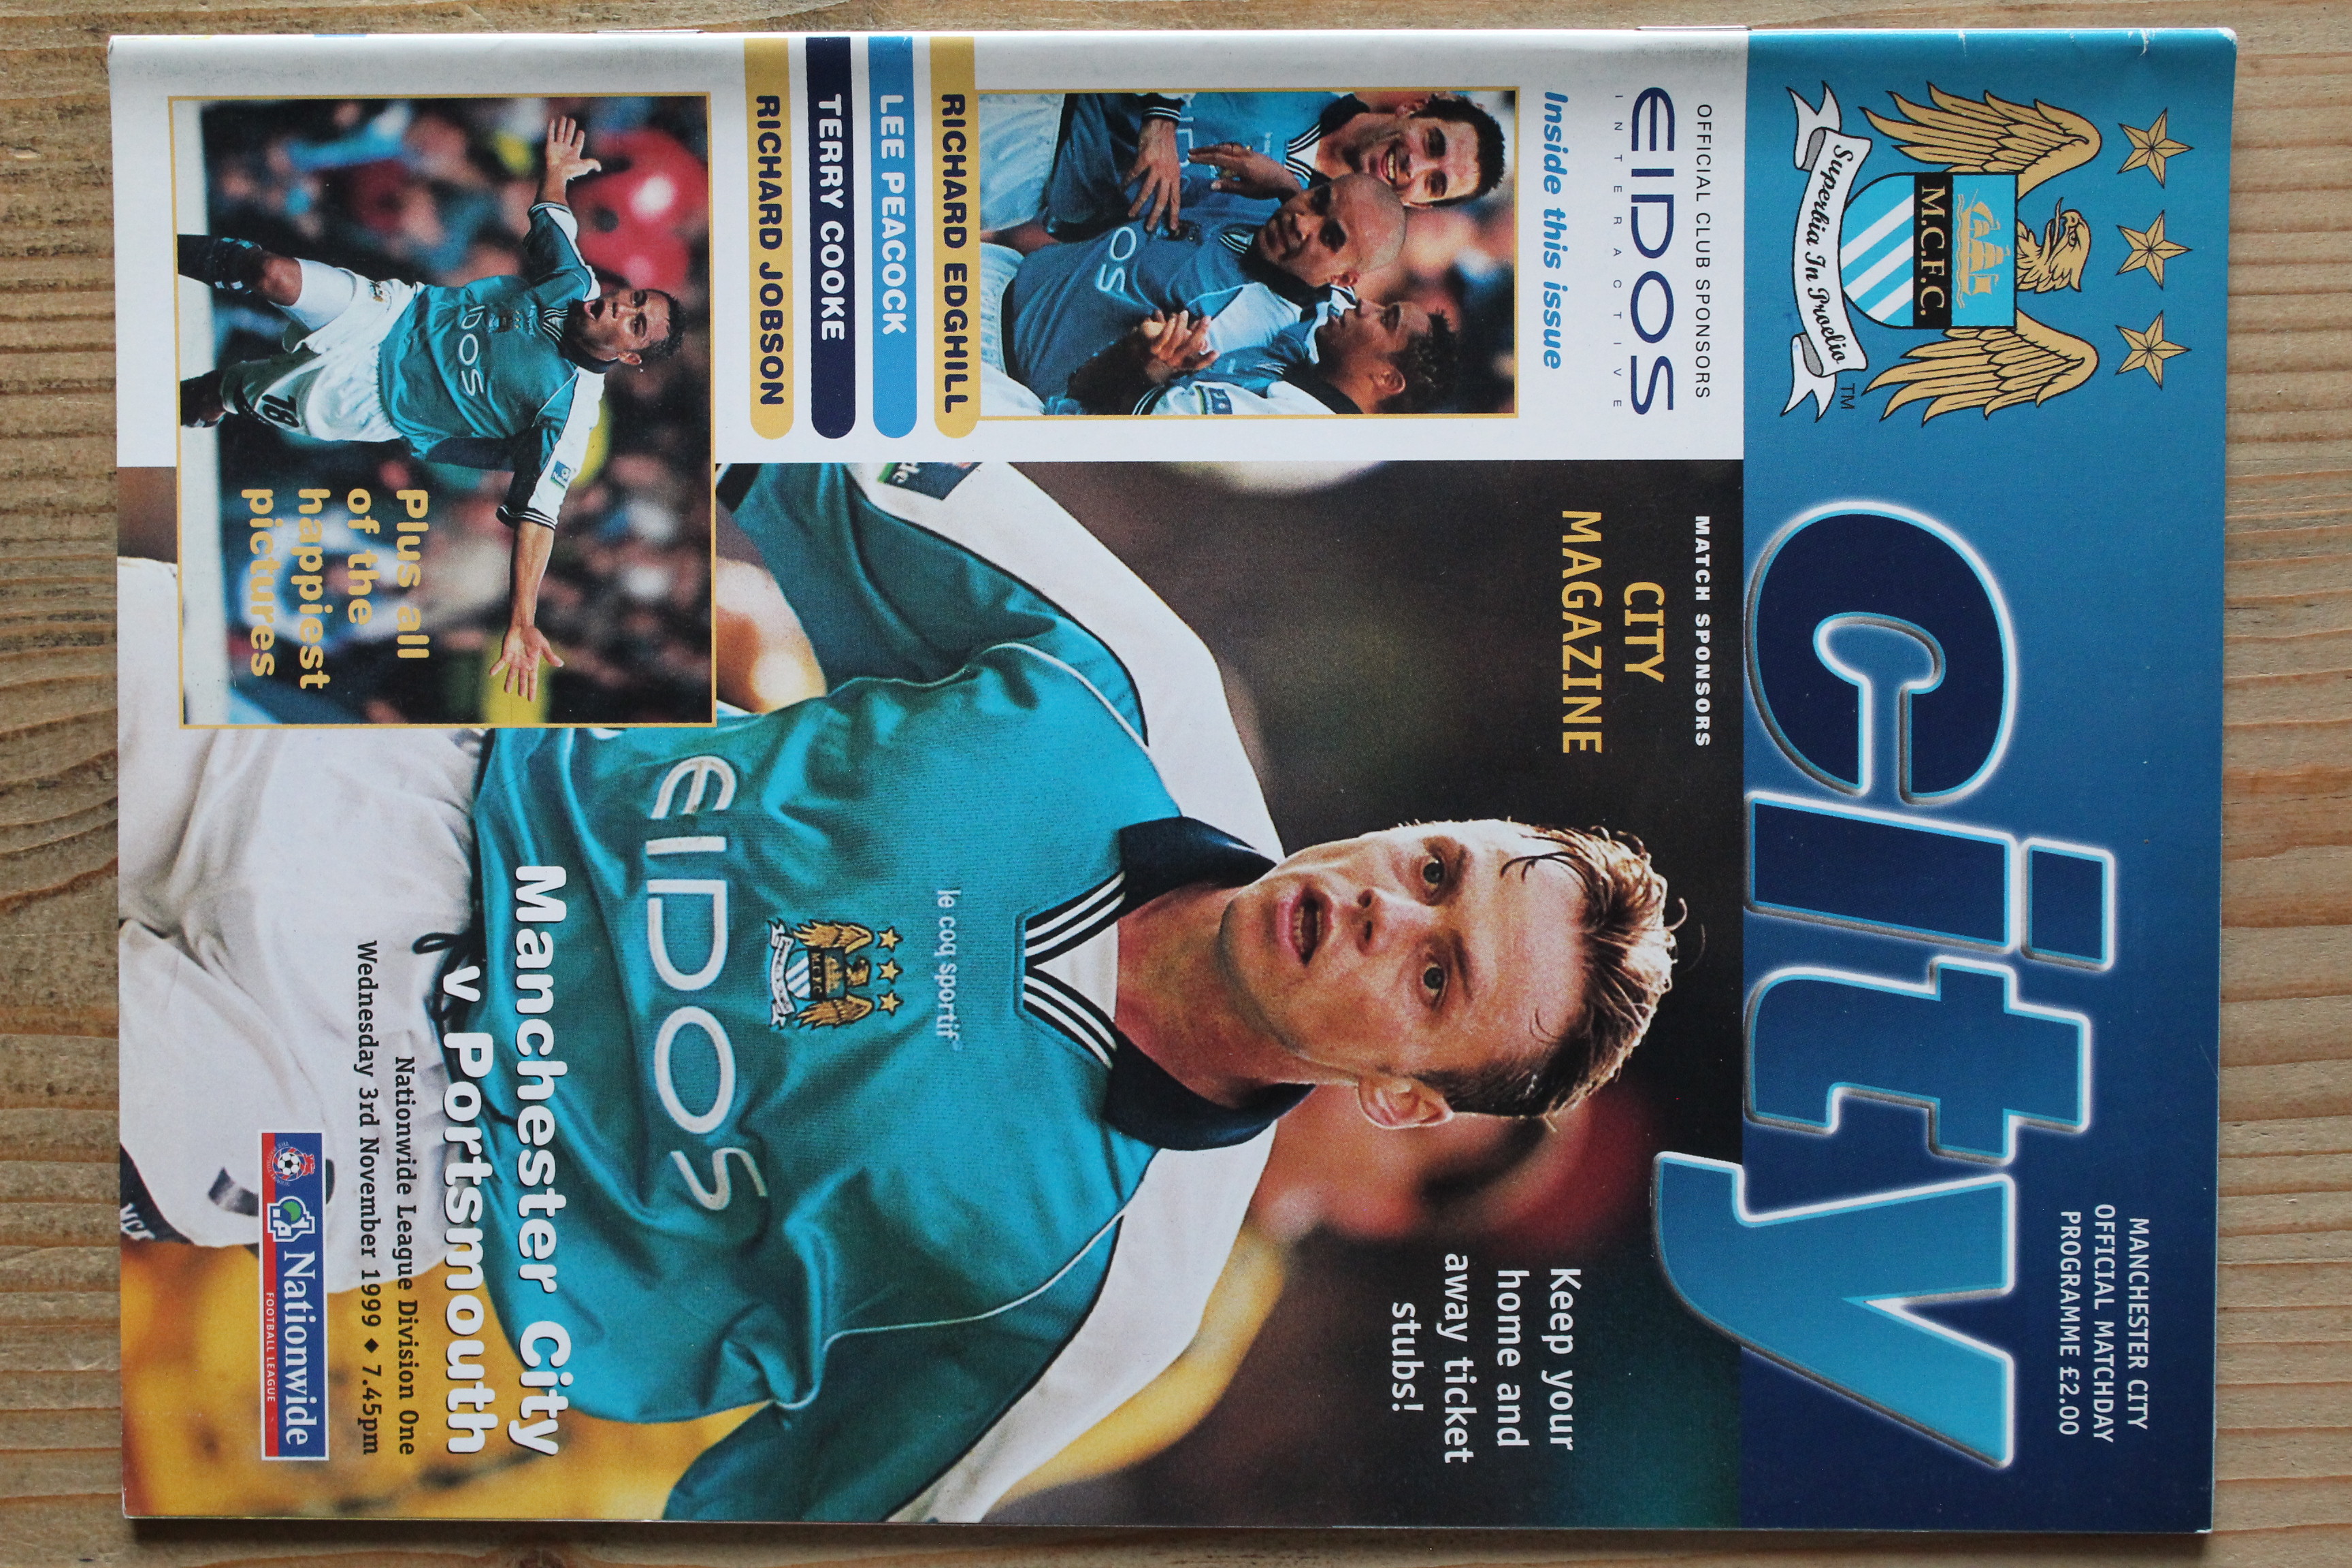 MANCHESTER CITY
OFFICIAL MATCHDAY
PROGRAMME £2.00
city
M.C.F.C.
Superbia In Proelio
TM
OFFICIAL CLUB SPONSORS
EIDOS
INTERACTIVE
MATCH SPONSORS
CITY
MAGAZINE
Inside this issue
Keep your
home and
away ticket
stubs!
RICHARD EDGHILL
LEE PEACOCK
TERRY COOKE
RICHARD JOBSON
le coq sportif
M.C.F.C
EIDOS
IDOS
18
Plus all
of the
happiest
pictures
Manchester City
v Portsmouth
Nationwide League Division One
Wednesday 3rd November 1999 ♦ 7.45pm
Nationwide
FOOTBALL LEAGUE